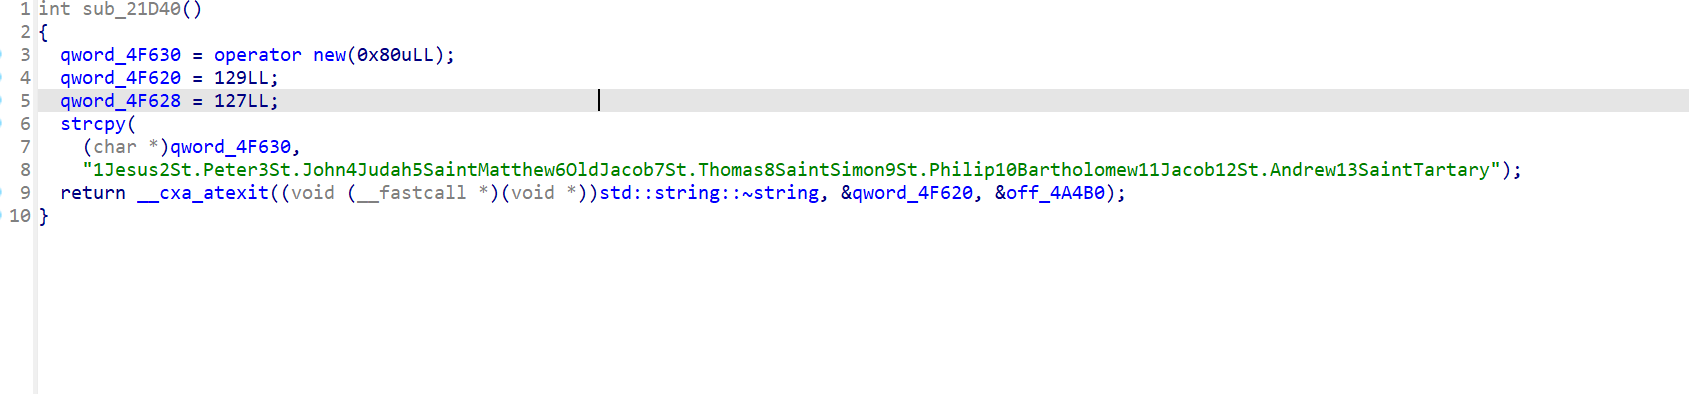 1 int sub_21D40()
2 {
3 qword_4F630 = operator new(0x80uLL);
4 qword_4F620 = 129LL;
5 qword_4F628 = 127LL;
6 strcpy(
7 (char *)qword_4F630,
8 "1Jesus2St.Peter3St.John4Judah5SaintMatthew6OldJacob7St.Thomas8SaintSimon9St.Philip10Bartholomew11Jacob12St.Andrew13SaintTartary");
9 return __cxa_atexit((void (__fastcall *)(void *))std::string::~string, &qword_4F620, &off_4A4B0);
10 }